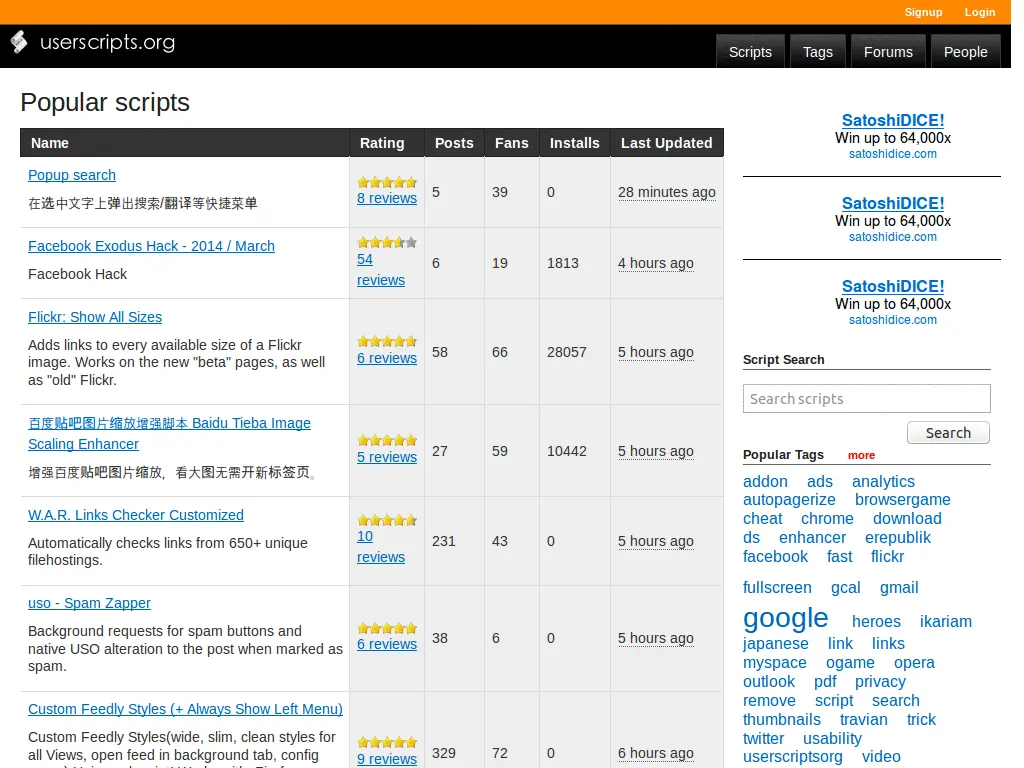 Signup Login
userscripts.org
Scripts Tags Forums People
Popular scripts
Name Rating Posts Fans Installs Last Updated
Popup search
在选中文字上弹出搜索/翻译等快捷菜单
8 reviews
5 39 0 28 minutes ago
Facebook Exodus Hack - 2014 / March
Facebook Hack
54
reviews
6 19 1813 4 hours ago
Flickr: Show All Sizes
Adds links to every available size of a Flickr
image. Works on the new "beta" pages, as well
as "old" Flickr.
6 reviews
58 66 28057 5 hours ago
百度贴吧图片缩放增强脚本 Baidu Tieba Image
Scaling Enhancer
增强百度贴吧图片缩放，看大图无需开新标签页。
5 reviews
27 59 10442 5 hours ago
W.A.R. Links Checker Customized
Automatically checks links from 650+ unique
filehostings.
10
reviews
231 43 0 5 hours ago
uso - Spam Zapper
Background requests for spam buttons and
native USO alteration to the post when marked as
spam.
6 reviews
38 6 0 5 hours ago
Custom Feedly Styles (+ Always Show Left Menu)
Custom Feedly Styles(wide, slim, clean styles for
all Views, open feed in background tab, config
9 reviews
329 72 0 6 hours ago
SatoshiDICE!
Win up to 64,000x
satoshidice.com
SatoshiDICE!
Win up to 64,000x
satoshidice.com
SatoshiDICE!
Win up to 64,000x
satoshidice.com
Script Search
Search scripts
Search
Popular Tags more
addon ads analytics
autopagerize browsergame
cheat chrome download
ds enhancer erepublik
facebook fast flickr
fullscreen gcal gmail
google heroes ikariam
japanese link links
myspace ogame opera
outlook pdf privacy
remove script search
thumbnails travian trick
twitter usability
userscriptsorg video